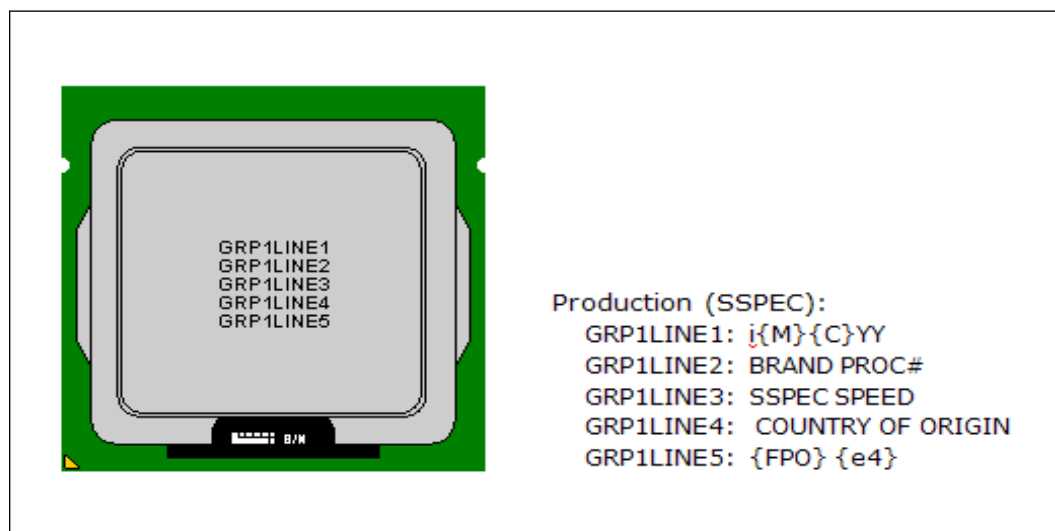 GRP1LINE1
GRP1LINE2
GRP1LINE3
GRP1LINE4
GRP1LINE5
S/N
Production (SSPEC):
GRP1LINE1: i{M}{C}YY
GRP1LINE2: BRAND PROC#
GRP1LINE3: SSPEC SPEED
GRP1LINE4: COUNTRY OF ORIGIN
GRP1LINE5: {FPO} {e4}